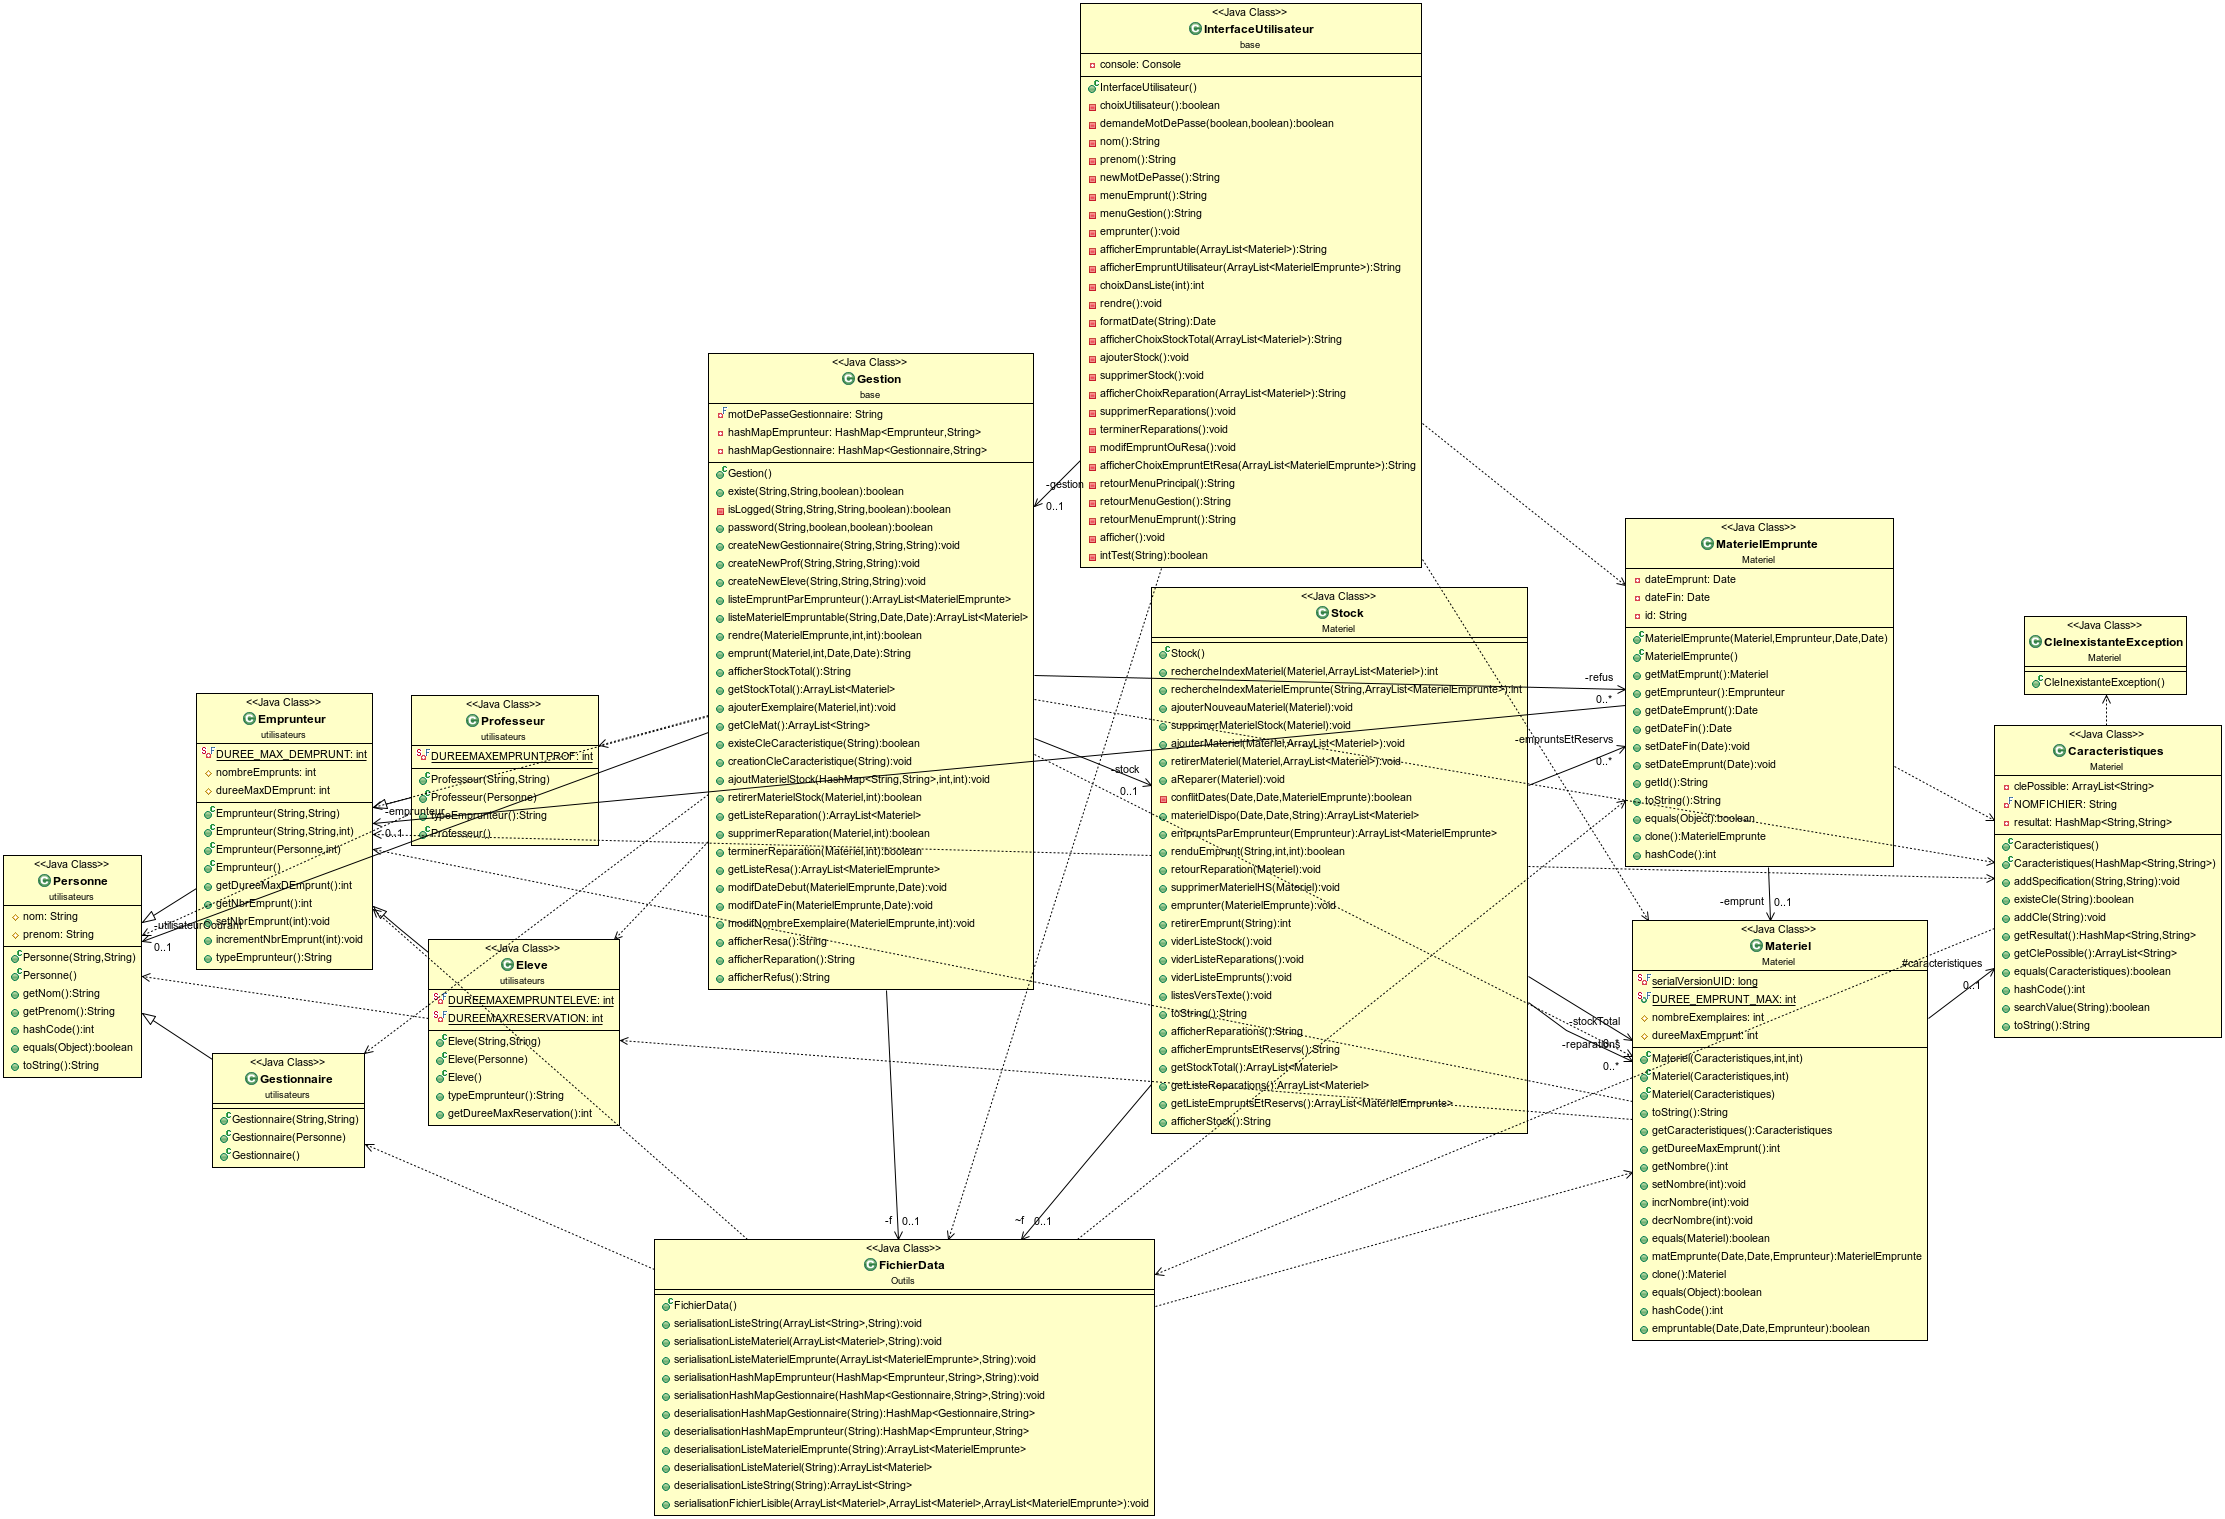 <<Java Class>>
InterfaceUtilisateur
base
console: Console
InterfaceUtilisateur()
choixUtilisateur():boolean
demandeMotDePasse(boolean,boolean):boolean
nom():String
prenom():String
newMotDePasse():String
menuEmprunt():String
menuGestion():String
emprunter():void
afficherEmpruntable(ArrayList<Materiel>):String
afficherEmpruntUtilisateur(ArrayList<MaterielEmprunte>):String
choixDansListe(int):int
rendre():void
formatDate(String):Date
afficherChoixStockTotal(ArrayList<Materiel>):String
ajouterStock():void
supprimerStock():void
afficherChoixReparation(ArrayList<Materiel>):String
supprimerReparations():void
terminerReparations():void
modifEmpruntOuResa():void
afficherChoixEmpruntEtResa(ArrayList<MaterielEmprunte>):String
retourMenuPrincipal():String
retourMenuGestion():String
retourMenuEmprunt():String
afficher():void
intTest(String):boolean
<<Java Class>>
Gestion
base
motDePasseGestionnaire: String
hashMapEmprunteur: HashMap<Emprunteur,String>
hashMapGestionnaire: HashMap<Gestionnaire,String>
Gestion()
existe(String,String,boolean):boolean
isLogged(String,String,String,boolean):boolean
password(String,boolean,boolean):boolean
createNewGestionnaire(String,String,String):void
createNewProf(String,String,String):void
createNewEleve(String,String,String):void
listeEmpruntParEmprunteur():ArrayList<MaterielEmprunte>
listeMaterielEmpruntable(String,Date,Date):ArrayList<Materiel>
rendre(MaterielEmprunte,int,int):boolean
emprunt(Materiel,int,Date,Date):String
afficherStockTotal():String
getStockTotal():ArrayList<Materiel>
ajouterExemplaire(Materiel,int):void
getCleMat():ArrayList<String>
existeCleCaracteristique(String):boolean
creationCleCaracteristique(String):void
ajoutMaterielStock(HashMap<String,String>,int,int):void
retirerMaterielStock(Materiel,int):boolean
getListeReparation():ArrayList<Materiel>
supprimerReparation(Materiel,int):boolean
terminerReparation(Materiel,int):boolean
getListeResa():ArrayList<MaterielEmprunte>
modifDateDebut(MaterielEmprunte,Date):void
modifDateFin(MaterielEmprunte,Date):void
modifNombreExemplaire(MaterielEmprunte,int):void
afficherResa():String
afficherReparation():String
afficherRefus():String
-gestion
0..1
<<Java Class>>
MaterielEmprunte
Materiel
dateEmprunt: Date
dateFin: Date
id: String
MaterielEmprunte(Materiel,Emprunteur,Date,Date)
MaterielEmprunte()
getMatEmprunt():Materiel
getEmprunteur():Emprunteur
getDateEmprunt():Date
getDateFin():Date
setDateFin(Date):void
setDateEmprunt(Date):void
getId():String
toString():String
equals(Object):boolean
clone():MaterielEmprunte
hashCode():int
<<Java Class>>
Stock
Materiel
Stock()
rechercheIndexMateriel(Materiel,ArrayList<Materiel>):int
rechercheIndexMaterielEmprunte(String,ArrayList<MaterielEmprunte>):int
ajouterNouveauMateriel(Materiel):void
supprimerMaterielStock(Materiel):void
ajouterMateriel(Materiel,ArrayList<Materiel>):void
retirerMateriel(Materiel,ArrayList<Materiel>):void
aReparer(Materiel):void
conflitDates(Date,Date,MaterielEmprunte):boolean
materielDispo(Date,Date,String):ArrayList<Materiel>
empruntsParEmprunteur(Emprunteur):ArrayList<MaterielEmprunte>
renduEmprunt(String,int,int):boolean
retourReparation(Materiel):void
supprimerMaterielHS(Materiel):void
emprunter(MaterielEmprunte):void
retirerEmprunt(String):int
viderListeStock():void
viderListeReparations():void
viderListeEmprunts():void
listesVersTexte():void
toString():String
afficherReparations():String
afficherEmpruntsEtReservs():String
getStockTotal():ArrayList<Materiel>
getListeReparations():ArrayList<Materiel>
getListeEmpruntsEtReservs():ArrayList<MaterielEmprunte>
afficherStock():String
-refus
0..*
-empruntsEtReservs
0..*
-stock
0..1
<<Java Class>>
CleInexistanteException
Materiel
CleInexistanteException()
<<Java Class>>
Caracteristiques
Materiel
clePossible: ArrayList<String>
NOMFICHIER: String
resultat: HashMap<String,String>
Caracteristiques()
Caracteristiques(HashMap<String,String>)
addSpecification(String,String):void
existeCle(String):boolean
addCle(String):void
getResultat():HashMap<String,String>
getClePossible():ArrayList<String>
equals(Caracteristiques):boolean
hashCode():int
searchValue(String):boolean
toString():String
<<Java Class>>
Emprunteur
utilisateurs
DUREE_MAX_DEMPRUNT: int
nombreEmprunts: int
dureeMaxDEmprunt: int
Emprunteur(String,String)
Emprunteur(String,String,int)
Emprunteur(Personne,int)
Emprunteur()
getDureeMaxDEmprunt():int
getNbrEmprunt():int
setNbrEmprunt(int):void
incrementNbrEmprunt(int):void
typeEmprunteur():String
<<Java Class>>
Professeur
utilisateurs
DUREEMAXEMPRUNTPROF: int
Professeur(String,String)
Professeur(Personne)
typeEmprunteur():String
Professeur()
-emprunteur
0..1
<<Java Class>>
Personne
utilisateurs
nom: String
prenom: String
Personne(String,String)
Personne()
getNom():String
getPrenom():String
hashCode():int
equals(Object):boolean
toString():String
-utilisateurCourant
0..1
<<Java Class>>
Eleve
utilisateurs
DUREEMAXEMPRUNTELEVE: int
DUREEMAXRESERVATION: int
Eleve(String,String)
Eleve(Personne)
Eleve()
typeEmprunteur():String
getDureeMaxReservation():int
<<Java Class>>
Gestionnaire
utilisateurs
Gestionnaire(String,String)
Gestionnaire(Personne)
Gestionnaire()
-emprunt
0..1
<<Java Class>>
Materiel
Materiel
serialVersionUID: long
DUREE_EMPRUNT_MAX: int
nombreExemplaires: int
dureeMaxEmprunt: int
Materiel(Caracteristiques,int,int)
Materiel(Caracteristiques,int)
Materiel(Caracteristiques)
toString():String
getCaracteristiques():Caracteristiques
getDureeMaxEmprunt():int
getNombre():int
setNombre(int):void
incrNombre(int):void
decrNombre(int):void
equals(Materiel):boolean
matEmprunte(Date,Date,Emprunteur):MaterielEmprunte
clone():Materiel
equals(Object):boolean
hashCode():int
empruntable(Date,Date,Emprunteur):boolean
#caracteristiques
0..1
-stockTotal
0..*
-reparations
0..*
-f
0..1
~f
0..1
<<Java Class>>
FichierData
Outils
FichierData()
serialisationListeString(ArrayList<String>,String):void
serialisationListeMateriel(ArrayList<Materiel>,String):void
serialisationListeMaterielEmprunte(ArrayList<MaterielEmprunte>,String):void
serialisationHashMapEmprunteur(HashMap<Emprunteur,String>,String):void
serialisationHashMapGestionnaire(HashMap<Gestionnaire,String>,String):void
deserialisationHashMapGestionnaire(String):HashMap<Gestionnaire,String>
deserialisationHashMapEmprunteur(String):HashMap<Emprunteur,String>
deserialisationListeMaterielEmprunte(String):ArrayList<MaterielEmprunte>
deserialisationListeMateriel(String):ArrayList<Materiel>
deserialisationListeString(String):ArrayList<String>
serialisationFichierLisible(ArrayList<Materiel>,ArrayList<Materiel>,ArrayList<MaterielEmprunte>):void